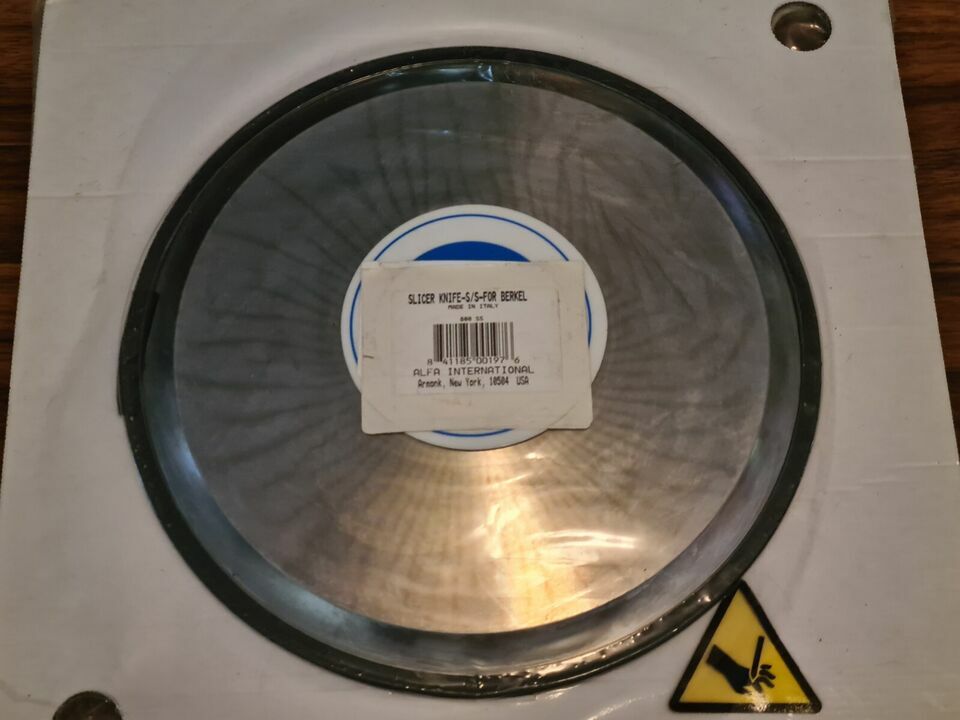 SLICER KNIFE-S/S-FOR BERKEL
MADE IN ITALY
808 SS
8 41185 00197 6
ALFA INTERNATIONAL
Armonk, New York, 10504 USA